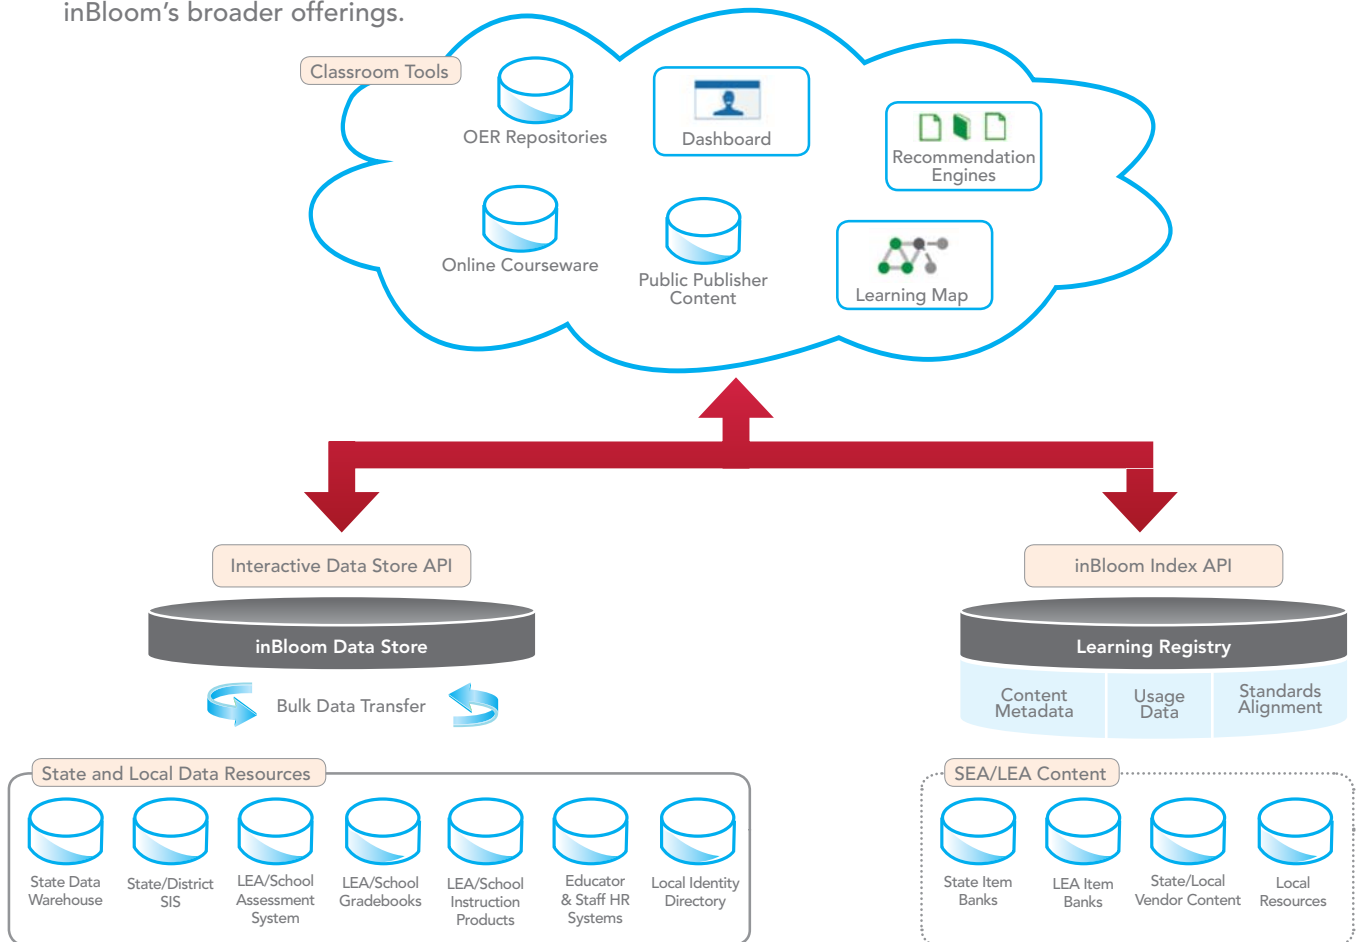 inBloom's broader offerings.
Classroom Tools
OER Repositories
Dashboard
Recommendation
Engines
Online Courseware
Public Publisher
Content
Learning Map
Interactive Data Store API
inBloom Index API
inBloom Data Store
Learning Registry
Bulk Data Transfer
Content
Metadata
Usage
Data
Standards
Alignment
State and Local Data Resources
SEA/LEA Content
State Data
Warehouse
State/District
SIS
LEA/School
Assessment
System
LEA/School
Gradebooks
LEA/School
Instruction
Products
Educator
& Staff HR
Systems
Local Identity
Directory
State Item
Banks
LEA Item
Banks
State/Local
Vendor Content
Local
Resources